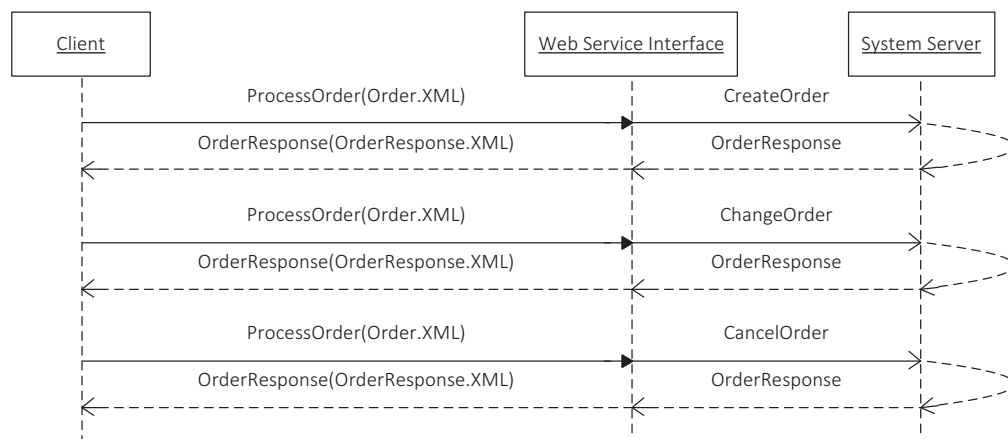 Client
Web Service Interface
System Server
ProcessOrder(Order.XML)
CreateOrder
OrderResponse(OrderResponse.XML)
OrderResponse
ProcessOrder(Order.XML)
ChangeOrder
OrderResponse(OrderResponse.XML)
OrderResponse
ProcessOrder(Order.XML)
CancelOrder
OrderResponse(OrderResponse.XML)
OrderResponse